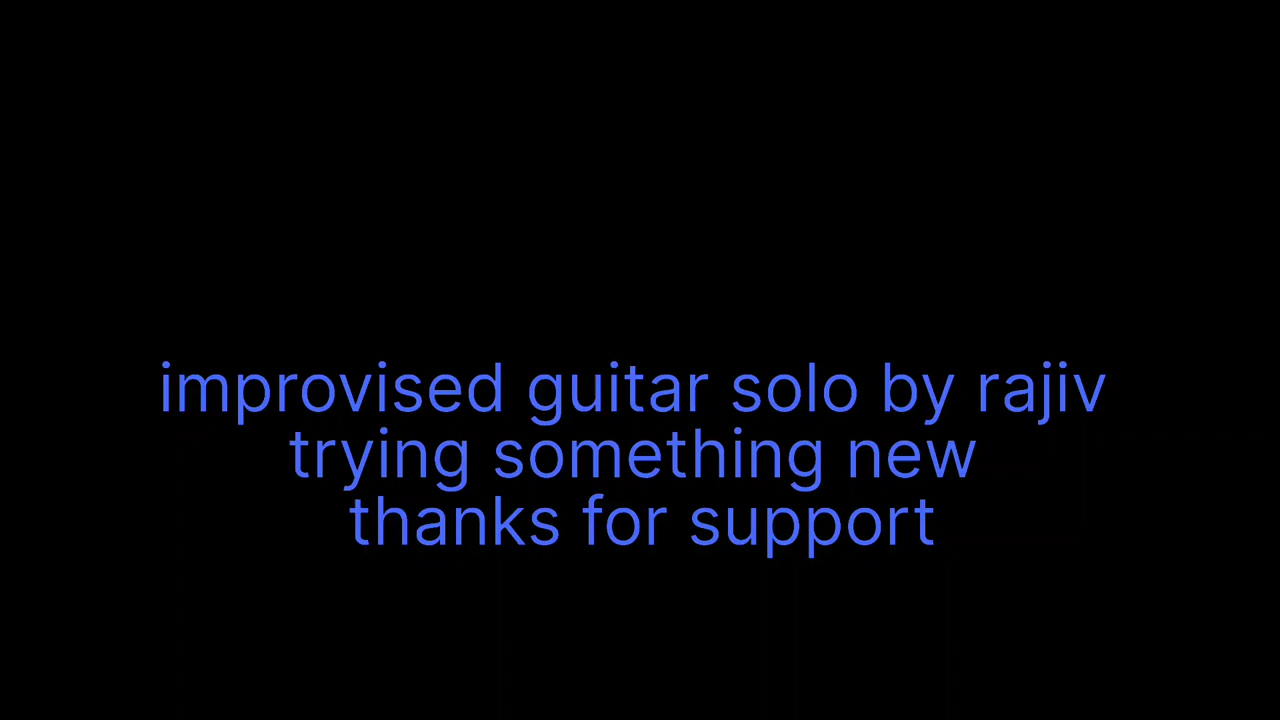 improvised guitar solo by rajiv
trying something new
thanks for support